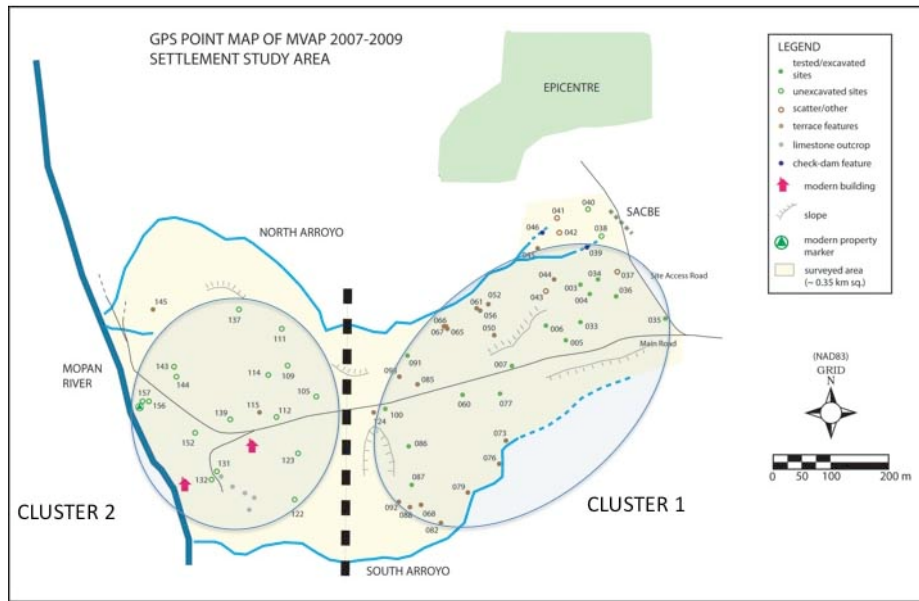 GPS POINT MAP OF MVAP 2007-2009
SETTLEMENT STUDY AREA
EPICENTRE
LEGEND
tested/excavated
sites
unexcavated sites
scatter/other
terrace features
limestone outcrop
check-dam feature
modern building
slope
modern property
marker
surveyed area
(~ 0.35 km sq.)
(NAD83)
GRID
N
0 100 200 m
SACBE
NORTH ARROYO
Site Access Road
Main Road
MOPAN
RIVER
CLUSTER 2
CLUSTER 1
SOUTH ARROYO
040
041
046
042
038
039
044
034
037
003
043
004
036
052
061
056
066
067
065
050
006
033
035
005
091
007
085
060
077
100
124
086
073
076
087
079
092
088
068
082
145
137
111
143
144
114
109
157
156
115
105
139
112
152
123
131
132
122